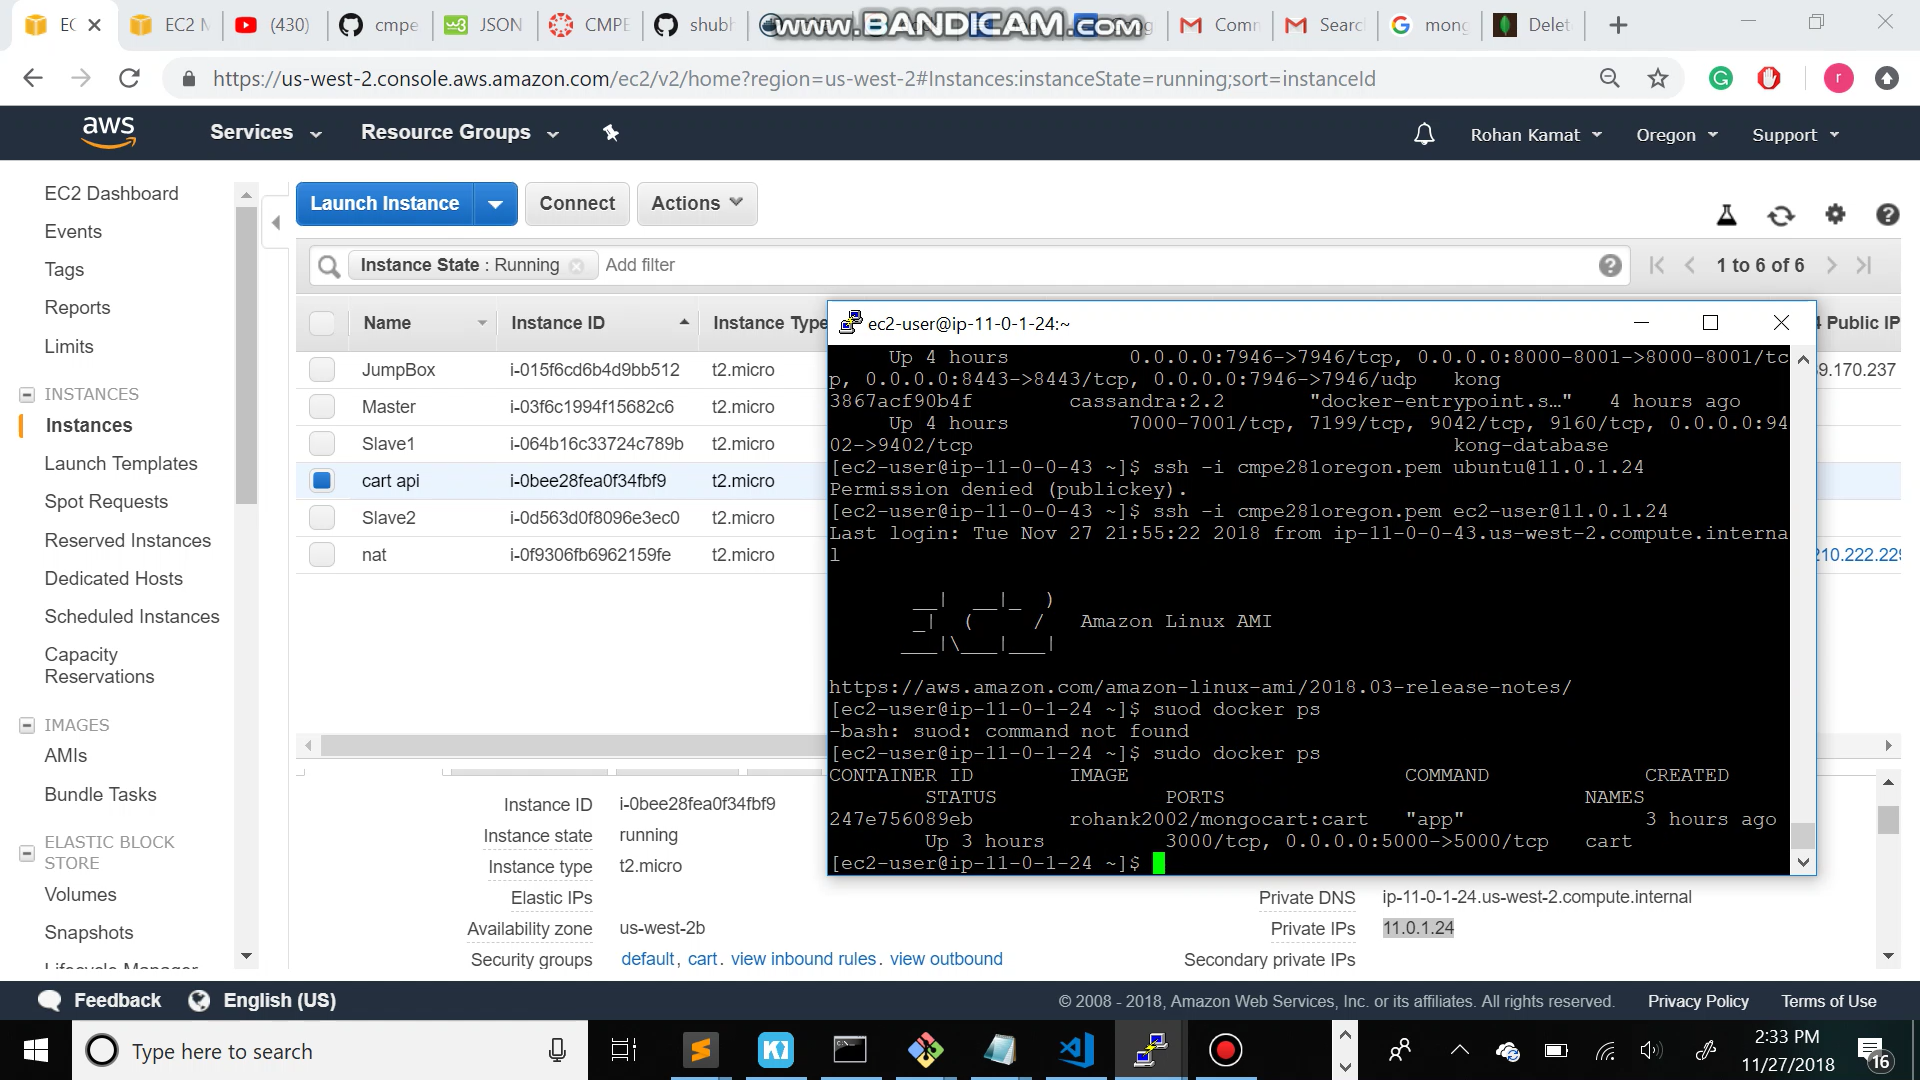 EC
EC2 M
(430)
cmpe
JSON
CMPE
shubh
www.BANDICAM.com
Comm
Searc
mong
Delet
https://us-west-2.console.aws.amazon.com/ec2/v2/home?region=us-west-2#Instances:instanceState=running;sort=instanceId
r
aws
Services
Resource Groups
Rohan Kamat
Oregon
Support
EC2 Dashboard
Events
Tags
Reports
Limits
INSTANCES
Instances
Launch Templates
Spot Requests
Reserved Instances
Dedicated Hosts
Scheduled Instances
Capacity
Reservations
IMAGES
AMIs
Bundle Tasks
ELASTIC BLOCK
STORE
Volumes
Snapshots
Lifecycle Manager
Launch Instance
Connect
Actions
Instance State : Running
Add filter
1 to 6 of 6
Name
Instance ID
Instance Type
4 Public IP
JumpBox i-015f6cd6b4d9bb512 t2.micro 9.170.237
Master i-03f6c1994f15682c6 t2.micro
Slave1 i-064b16c33724c789b t2.micro
cart api i-0bee28fea0f34fbf9 t2.micro
Slave2 i-0d563d0f8096e3ec0 t2.micro
nat i-0f9306fb6962159fe t2.micro 210.222.229
ec2-user@ip-11-0-1-24:~
Up 4 hours 0.0.0.0:7946->7946/tcp, 0.0.0.0:8000-8001->8000-8001/tc
p, 0.0.0.0:8443->8443/tcp, 0.0.0.0:7946->7946/udp kong
3867acf90b4f cassandra:2.2 "docker-entrypoint.s…" 4 hours ago
Up 4 hours 7000-7001/tcp, 7199/tcp, 9042/tcp, 9160/tcp, 0.0.0.0:94
02->9402/tcp kong-database
[ec2-user@ip-11-0-0-43 ~]$ ssh -i cmpe281oregon.pem ubuntu@11.0.1.24
Permission denied (publickey).
[ec2-user@ip-11-0-0-43 ~]$ ssh -i cmpe281oregon.pem ec2-user@11.0.1.24
Last login: Tue Nov 27 21:55:22 2018 from ip-11-0-0-43.us-west-2.compute.interna
l
__| __|_ )
_| ( / Amazon Linux AMI
___|\___|___|
https://aws.amazon.com/amazon-linux-ami/2018.03-release-notes/
[ec2-user@ip-11-0-1-24 ~]$ suod docker ps
-bash: suod: command not found
[ec2-user@ip-11-0-1-24 ~]$ sudo docker ps
CONTAINER ID IMAGE COMMAND CREATED
STATUS PORTS NAMES
247e756089eb rohank2002/mongocart:cart "app" 3 hours ago
Up 3 hours 3000/tcp, 0.0.0.0:5000->5000/tcp cart
[ec2-user@ip-11-0-1-24 ~]$
Instance ID i-0bee28fea0f34fbf9
Instance state running
Instance type t2.micro
Elastic IPs
Availability zone us-west-2b
Security groups default, cart. view inbound rules. view outbound
Private DNS ip-11-0-1-24.us-west-2.compute.internal
Private IPs 11.0.1.24
Secondary private IPs
Feedback
English (US)
© 2008 - 2018, Amazon Web Services, Inc. or its affiliates. All rights reserved.
Privacy Policy
Terms of Use
Type here to search
2:33 PM
11/27/2018
16